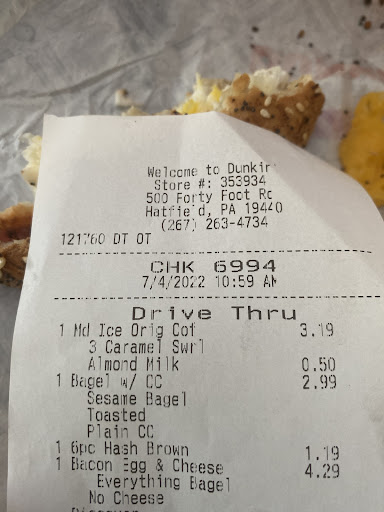 Welcome to Dunkin'
Store #: 353934
500 Forty Foot Rd
Hatfield, PA 19440
(267) 263-4734
121760 DT OT
CHK 6994
7/4/2022 10:59 AM
Drive Thru
1 Md Ice Orig Cof 3.19
3 Caramel Swrl
Almond Milk 0.50
1 Bagel w/ CC 2.99
Sesame Bagel
Toasted
Plain CC
1 6pc Hash Brown 1.19
1 Bacon Egg & Cheese 4.29
Everything Bagel
No Cheese